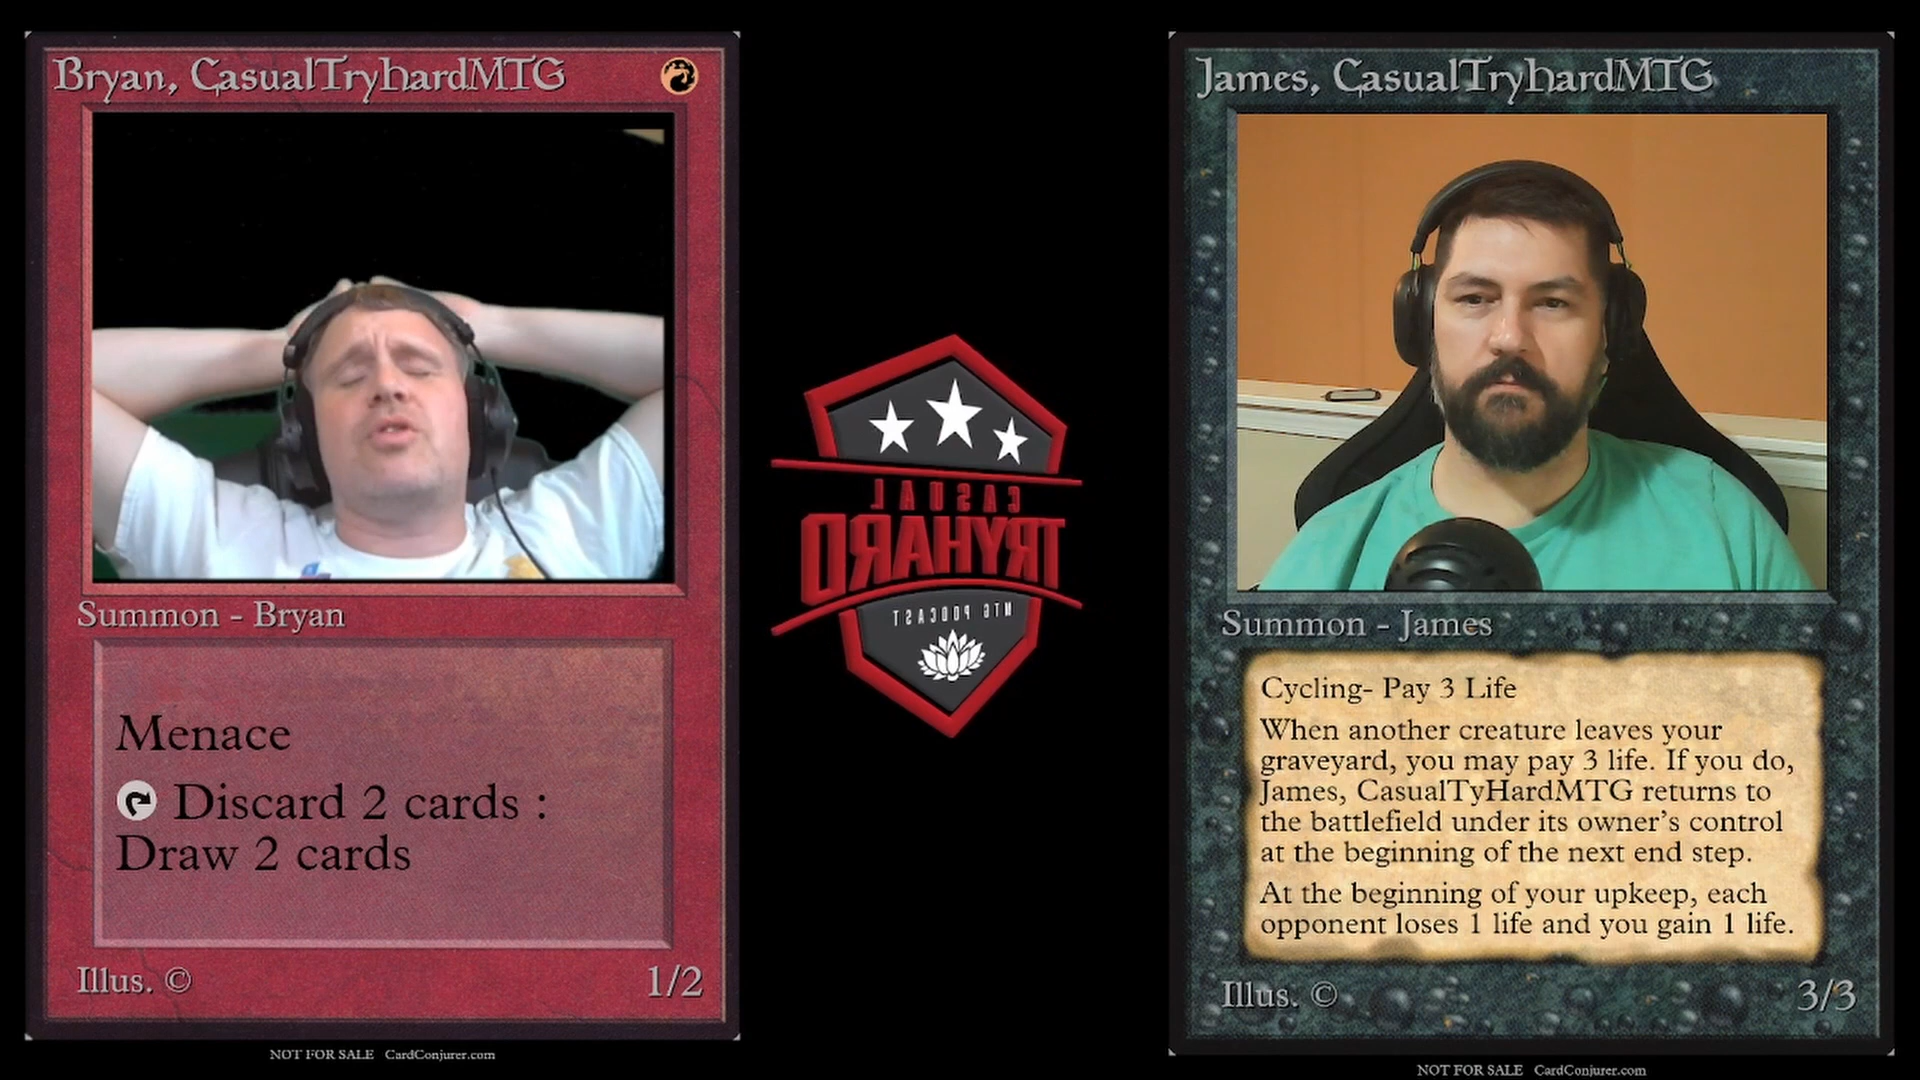 Bryan, CasualTryhardMTG
Summon - Bryan
Menace
Discard 2 cards :
Draw 2 cards
Illus. ©
1/2
NOT FOR SALE CardConjurer.com
CASUAL
TRYHARD
MTG PODCAST
James, CasualTryhardMTG
Summon - James
Cycling- Pay 3 Life
When another creature leaves your
graveyard, you may pay 3 life. If you do,
James, CasualTyHardMTG returns to
the battlefield under its owner's control
at the beginning of the next end step.
At the beginning of your upkeep, each
opponent loses 1 life and you gain 1 life.
Illus. ©
3/3
NOT FOR SALE CardConjurer.com